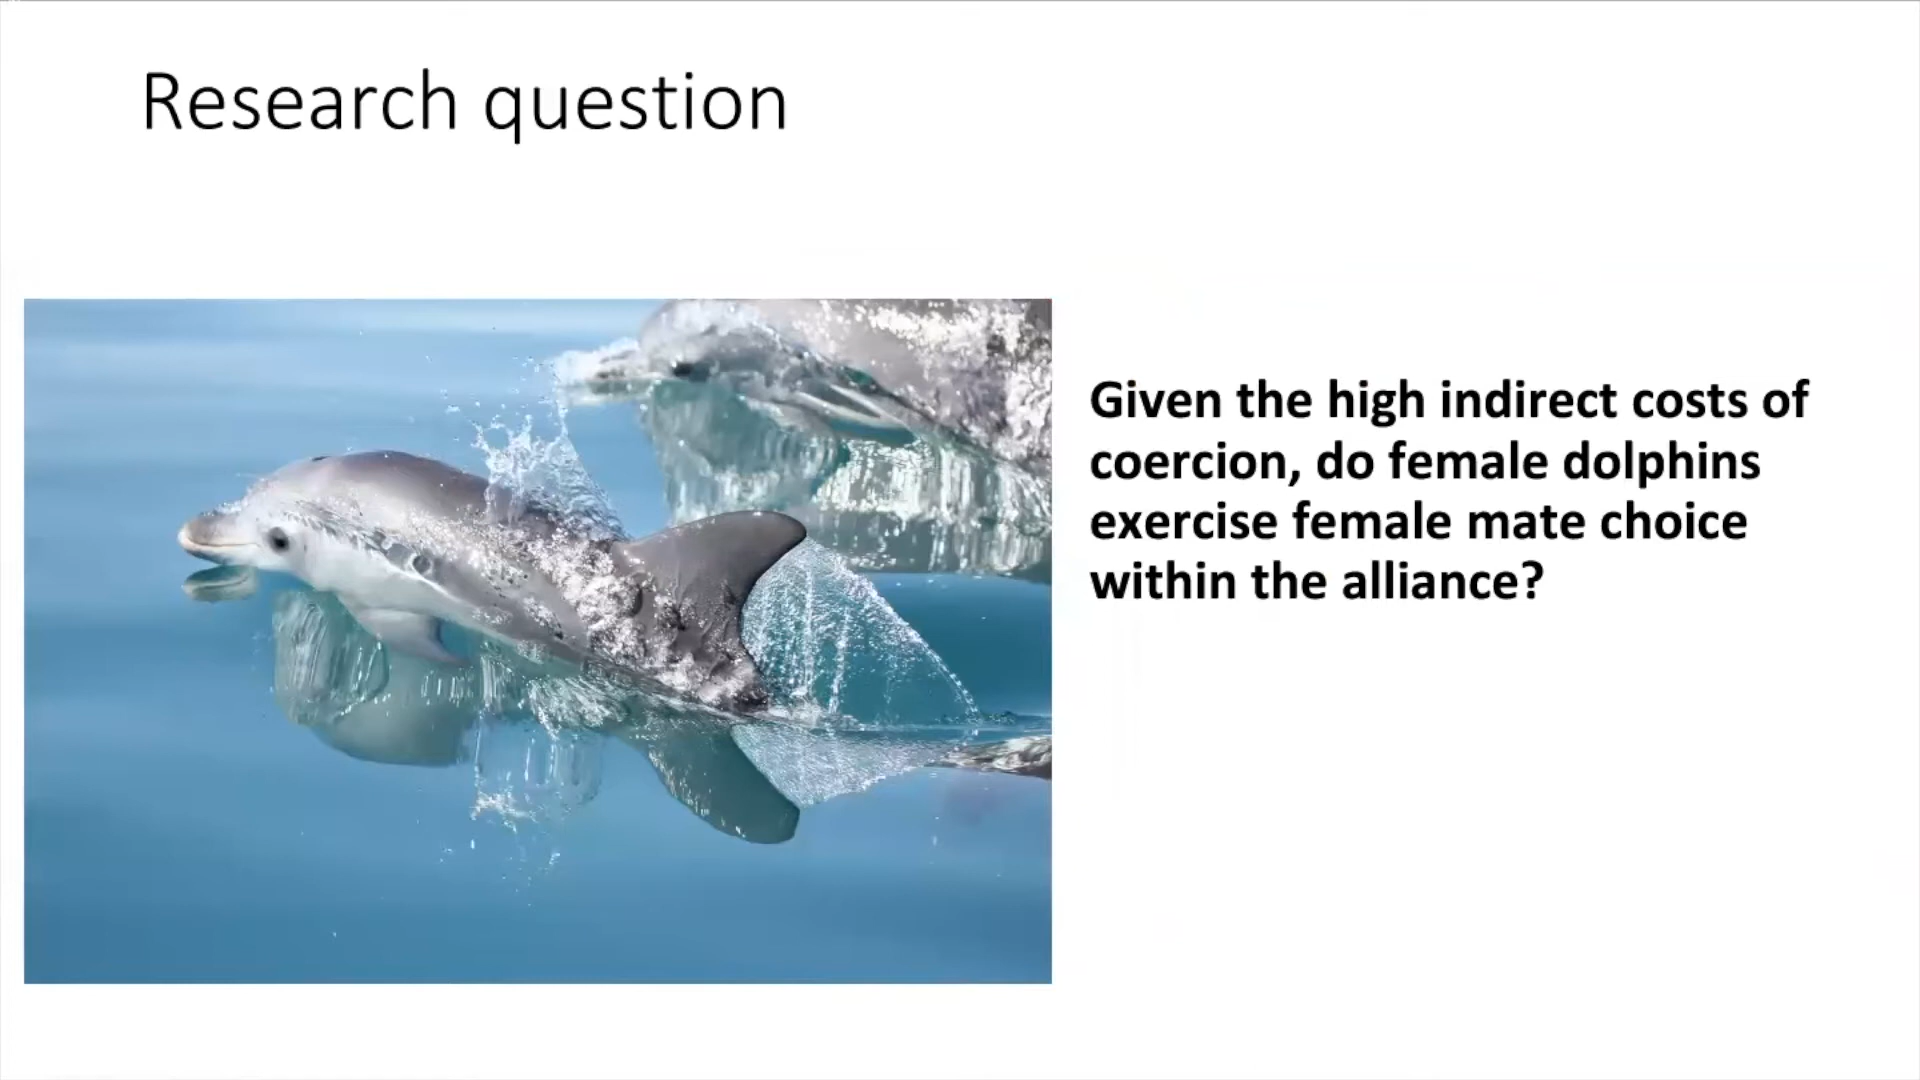 Research question
Given the high indirect costs of
coercion, do female dolphins
exercise female mate choice
within the alliance?